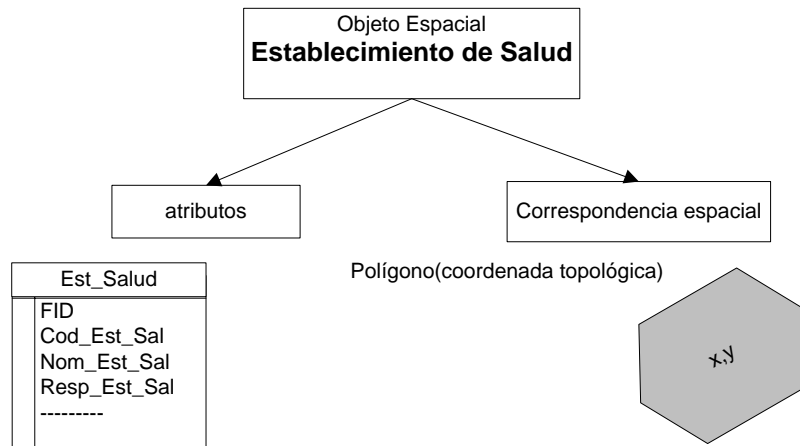 Objeto Espacial
Establecimiento de Salud
atributos
Correspondencia espacial
Est_Salud
FID
Cod_Est_Sal
Nom_Est_Sal
Resp_Est_Sal
---------
Polígono(coordenada topológica)
x,y